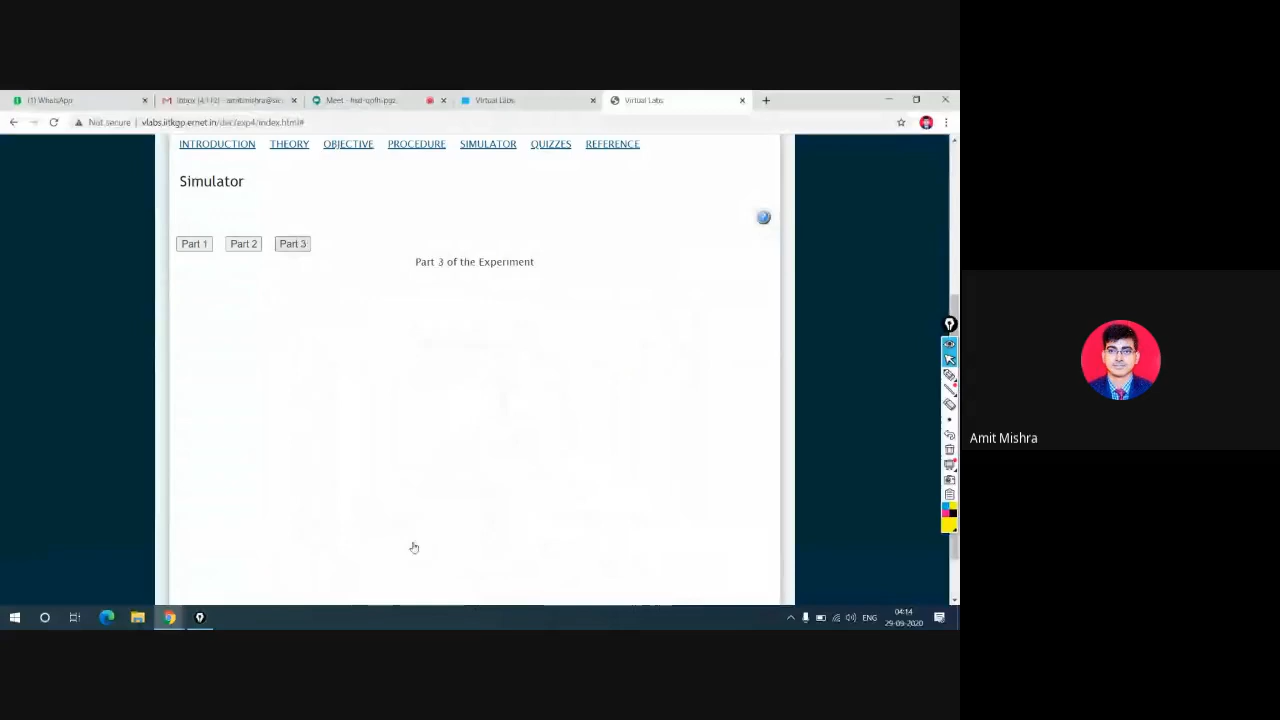 (1) WhatsApp
Virtual Labs
Virtual Labs
Not secure
INTRODUCTION THEORY OBJECTIVE PROCEDURE SIMULATOR QUIZZES REFERENCE
Simulator
Part 1 Part 2 Part 3
Part 3 of the Experiment
Amit Mishra
ENG
04:14
29-09-2020